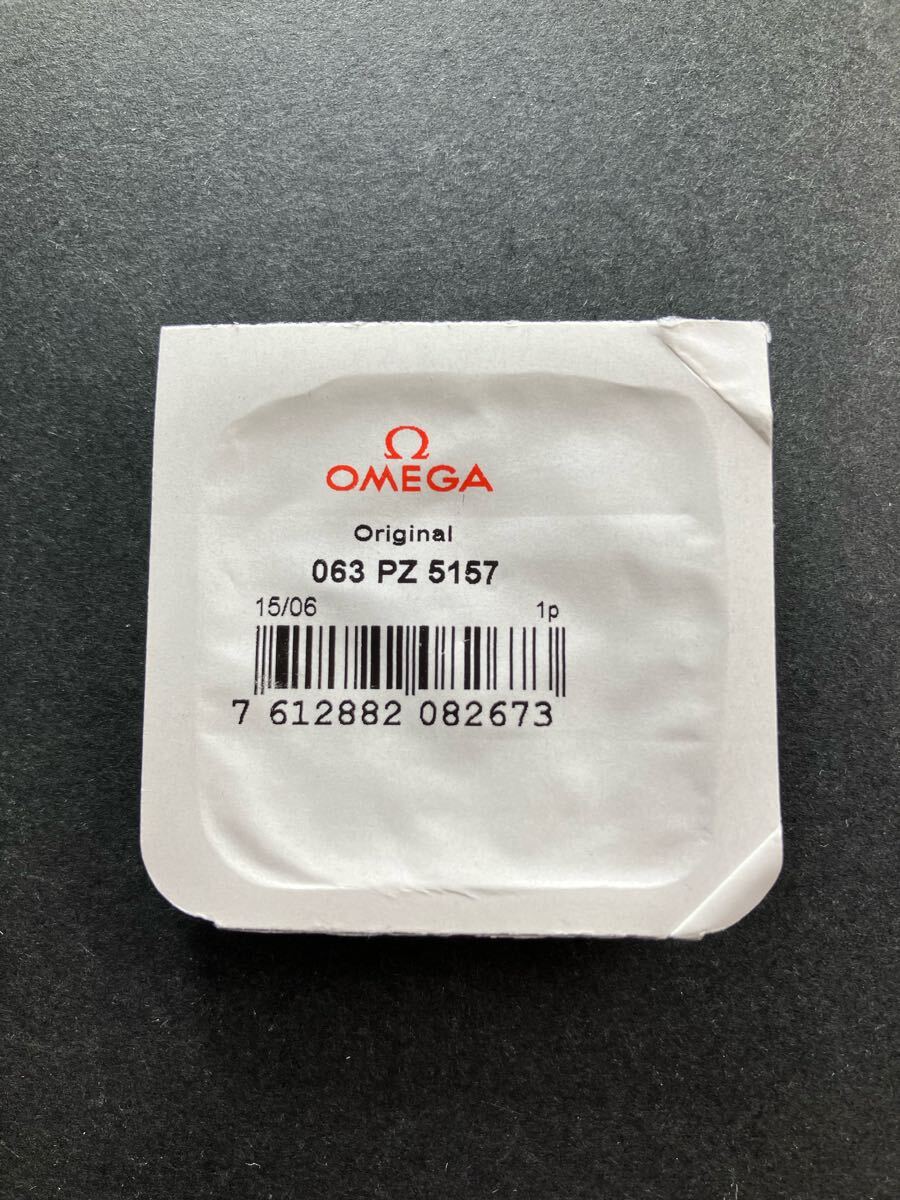 Ω
OMEGA
Original
063 PZ 5157
15/06 1p
7 612882 082673